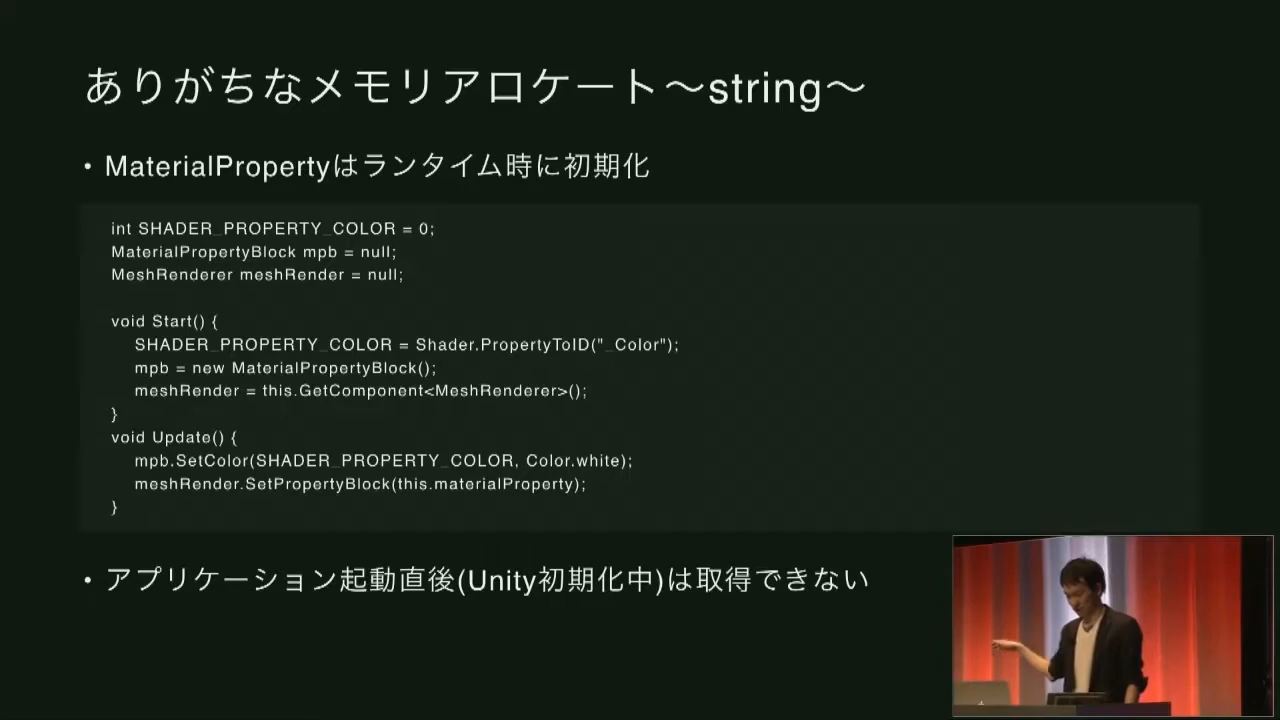 ありがちなメモリアロケート〜string〜
• MaterialPropertyはランタイム時に初期化
int SHADER_PROPERTY_COLOR = 0;
MaterialPropertyBlock mpb = null;
MeshRenderer meshRender = null;
void Start() {
SHADER_PROPERTY_COLOR = Shader.PropertyToID("_Color");
mpb = new MaterialPropertyBlock();
meshRender = this.GetComponent<MeshRenderer>();
}
void Update() {
mpb.SetColor(SHADER_PROPERTY_COLOR, Color.white);
meshRender.SetPropertyBlock(this.materialProperty);
}
• アプリケーション起動直後(Unity初期化中)は取得できない